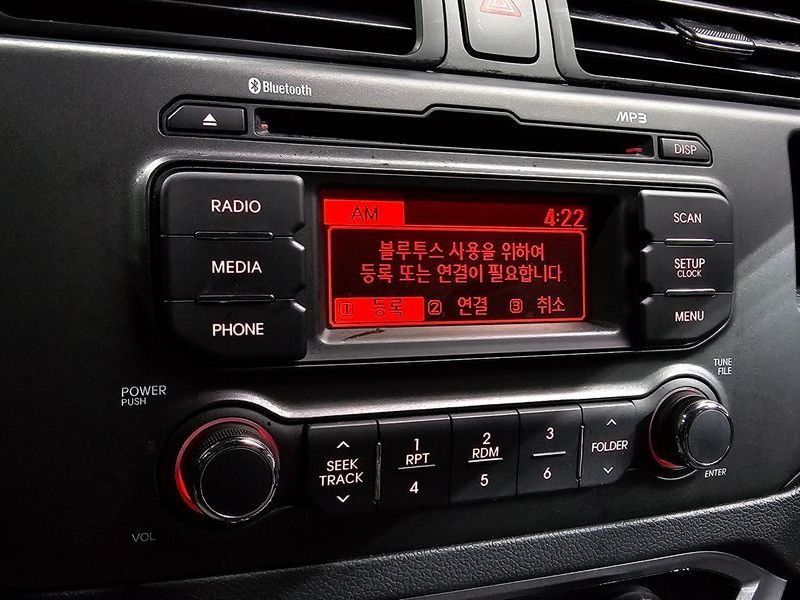 Bluetooth
MP3
DISP
RADIO
MEDIA
PHONE
AM 4:22
블루투스 사용을 위하여
등록 또는 연결이 필요합니다
① 등록 ② 연결 ③ 취소
SCAN
SETUP
CLOCK
MENU
POWER
PUSH
VOL
SEEK
TRACK
1
RPT
4
2
RDM
5
3
6
FOLDER
TUNE
FILE
ENTER